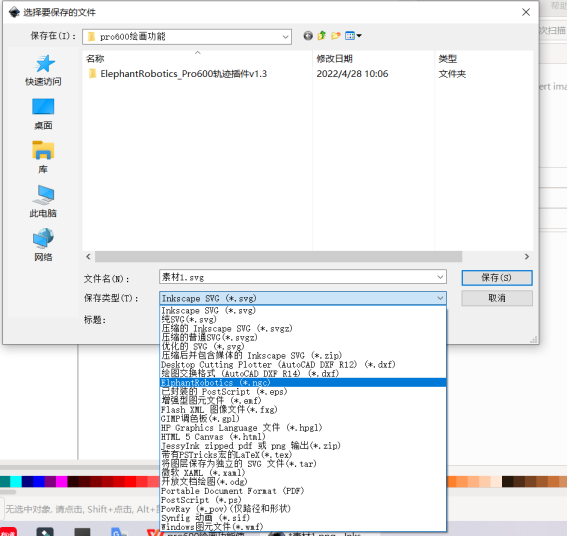 选择要保存的文件
帮助
保存在(I):
pro600绘画功能
次扫描
名称
修改日期
类型
ElephantRobotics_Pro600轨迹插件v1.3
2022/4/28 10:06
文件夹
ert ima
快速访问
桌面
库
此电脑
网络
文件名(N):
素材1.svg
保存(S)
保存类型(T):
Inkscape SVG (*.svg)
取消
标题:
Inkscape SVG (*.svg)
纯SVG(*.svg)
压缩的 Inkscape SVG (*.svgz)
压缩的普通SVG(*.svgz)
优化的 SVG (*.svg)
压缩后并包含媒体的 Inkscape SVG (*.zip)
Desktop Cutting Plotter (AutoCAD DXF R12) (*.dxf)
绘图交换格式 (AutoCAD DXF R14) (*.dxf)
ElphantRobotics (*.ngc)
已封装的 PostScript (*.eps)
增强型图元文件 (*.emf)
Flash XML 图像文件(*.fxg)
GIMP调色板(*.gpl)
HP Graphics Language 文件 (*.hpgl)
HTML 5 Canvas (*.html)
JessyInk zipped pdf 或 png 输出(*.zip)
带有PSTricks宏的LaTeX(*.tex)
将图层保存为独立的 SVG 文件(*.tar)
微软 XAML (*.xaml)
开放文档绘图(*.odg)
Portable Document Format (PDF)
PostScript (*.ps)
PovRay (*.pov)(仅路径和形状)
Synfig 动画 (*.sif)
Windows图元文件(*.wmf)
无选中对象, 请点击, Shift+点击, Alt+